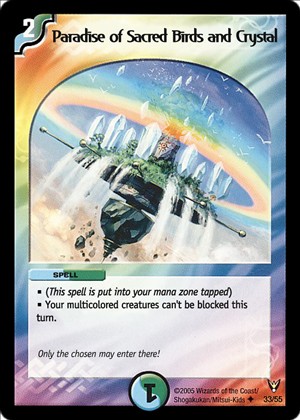 2
Paradise of Sacred Birds and Crystal
SPELL
▪ (This spell is put into your mana zone tapped)
▪ Your multicolored creatures can't be blocked this
turn.
Only the chosen may enter there!
1
©2005 Wizards of the Coast/
Shogakukan/Mitsui-Kids ♦ 33/55